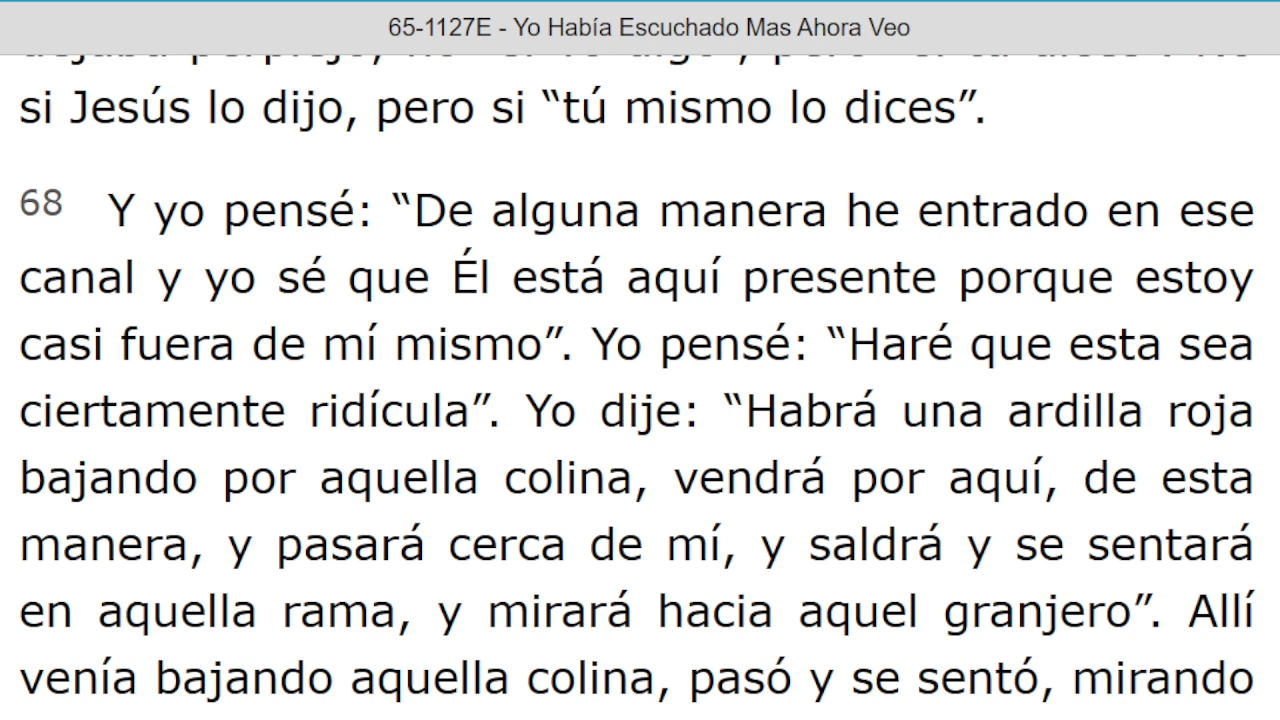 65-1127E - Yo Había Escuchado Mas Ahora Veo
si Jesús lo dijo, pero si “tú mismo lo dices”.
68 Y yo pensé: “De alguna manera he entrado en ese
canal y yo sé que Él está aquí presente porque estoy
casi fuera de mí mismo”. Yo pensé: “Haré que esta sea
ciertamente ridícula”. Yo dije: “Habrá una ardilla roja
bajando por aquella colina, vendrá por aquí, de esta
manera, y pasará cerca de mí, y saldrá y se sentará
en aquella rama, y mirará hacia aquel granjero”. Allí
venía bajando aquella colina, pasó y se sentó, mirando